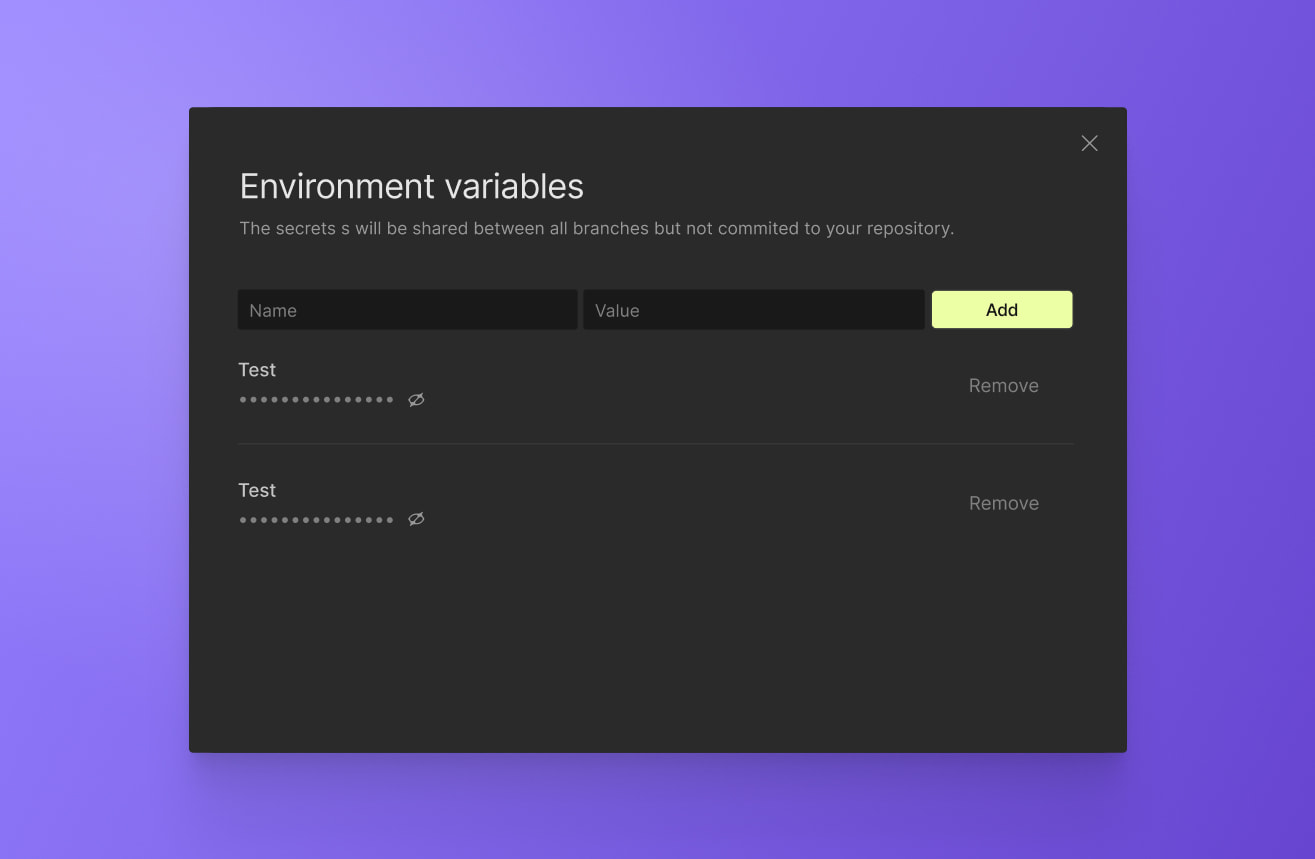 Environment variables
The secrets s will be shared between all branches but not commited to your repository.
Name Value Add
Test
Remove
Test
Remove